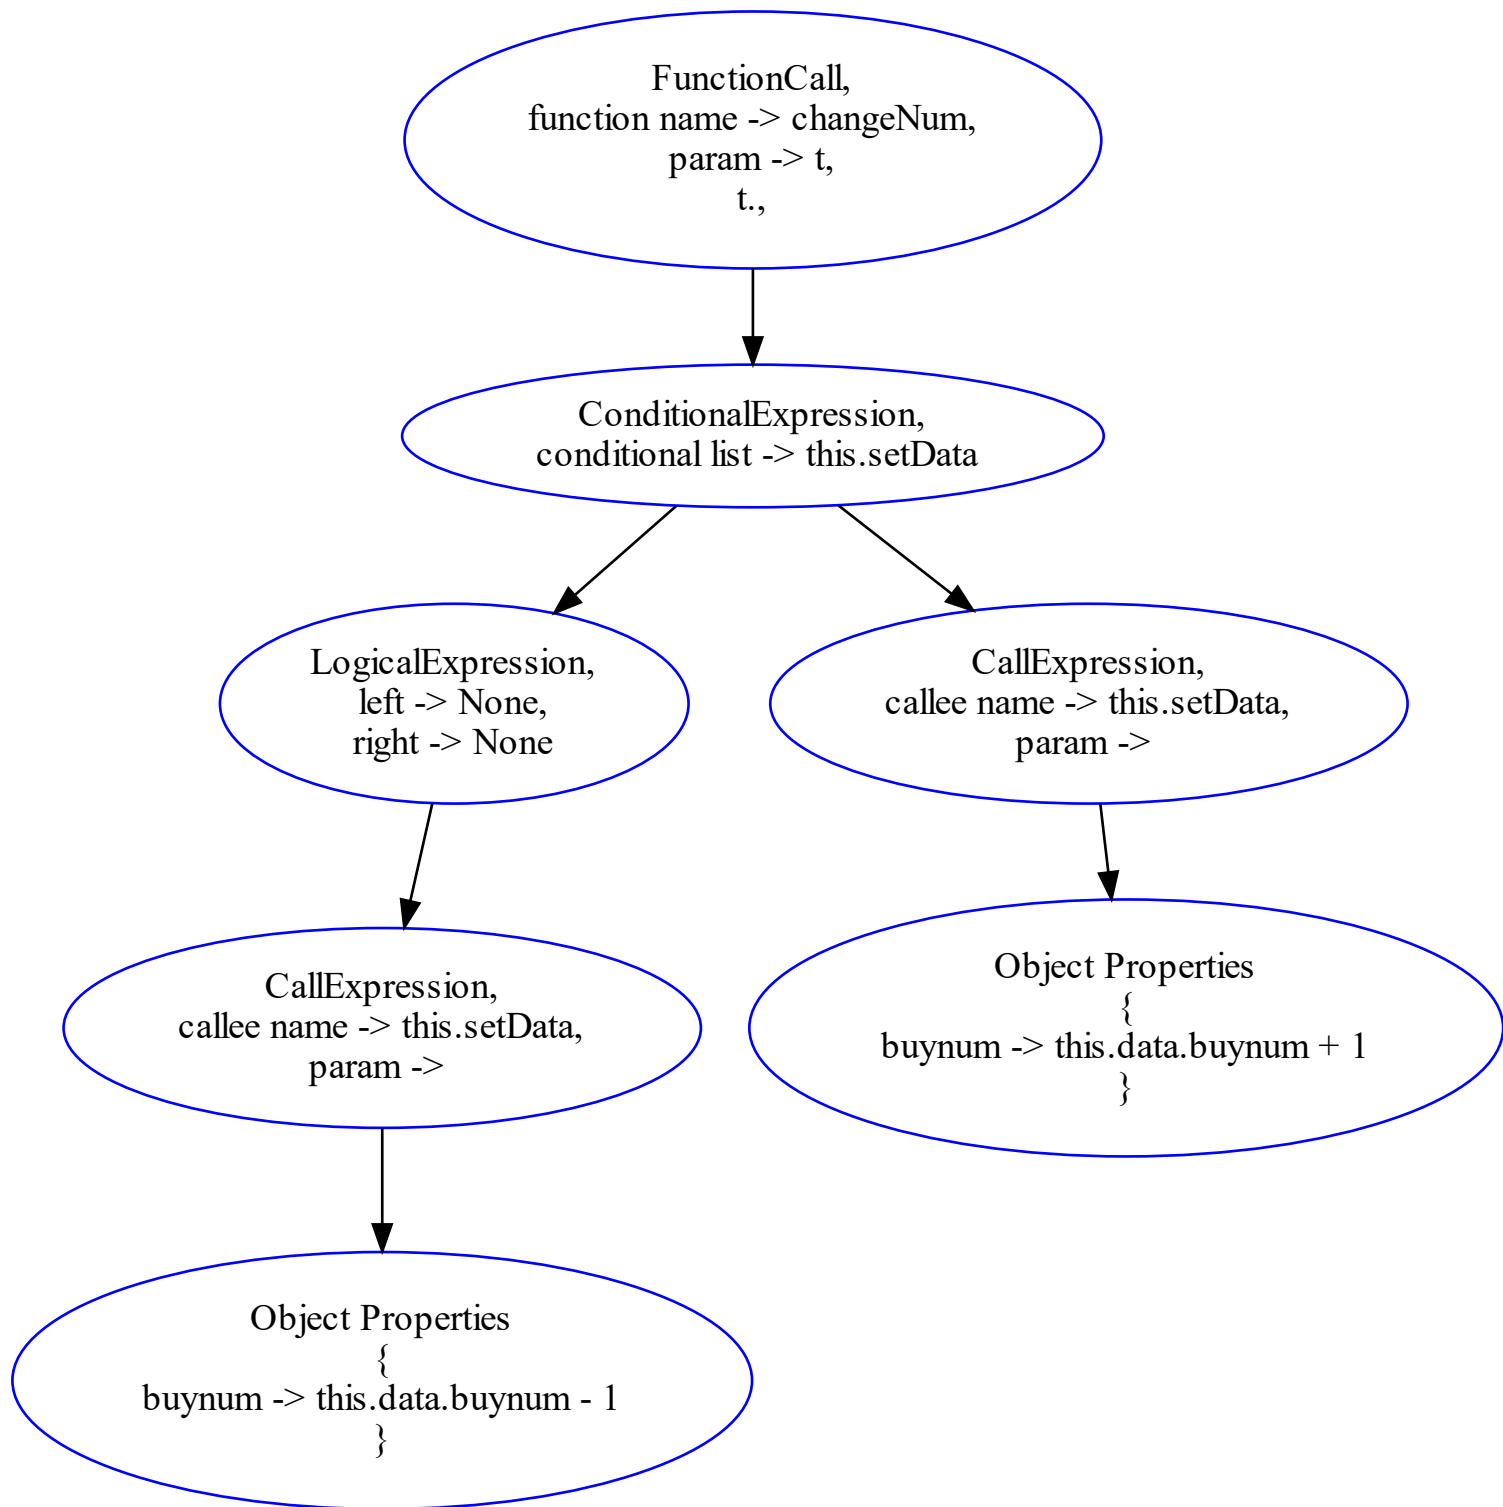 FunctionCall,
function name -> changeNum,
param -> t,
t.,
ConditionalExpression,
conditional list -> this.setData
LogicalExpression,
left -> None,
right -> None
CallExpression,
callee name -> this.setData,
param ->
CallExpression,
callee name -> this.setData,
param ->
Object Properties
{
buynum -> this.data.buynum + 1
}
Object Properties
{
buynum -> this.data.buynum - 1
}